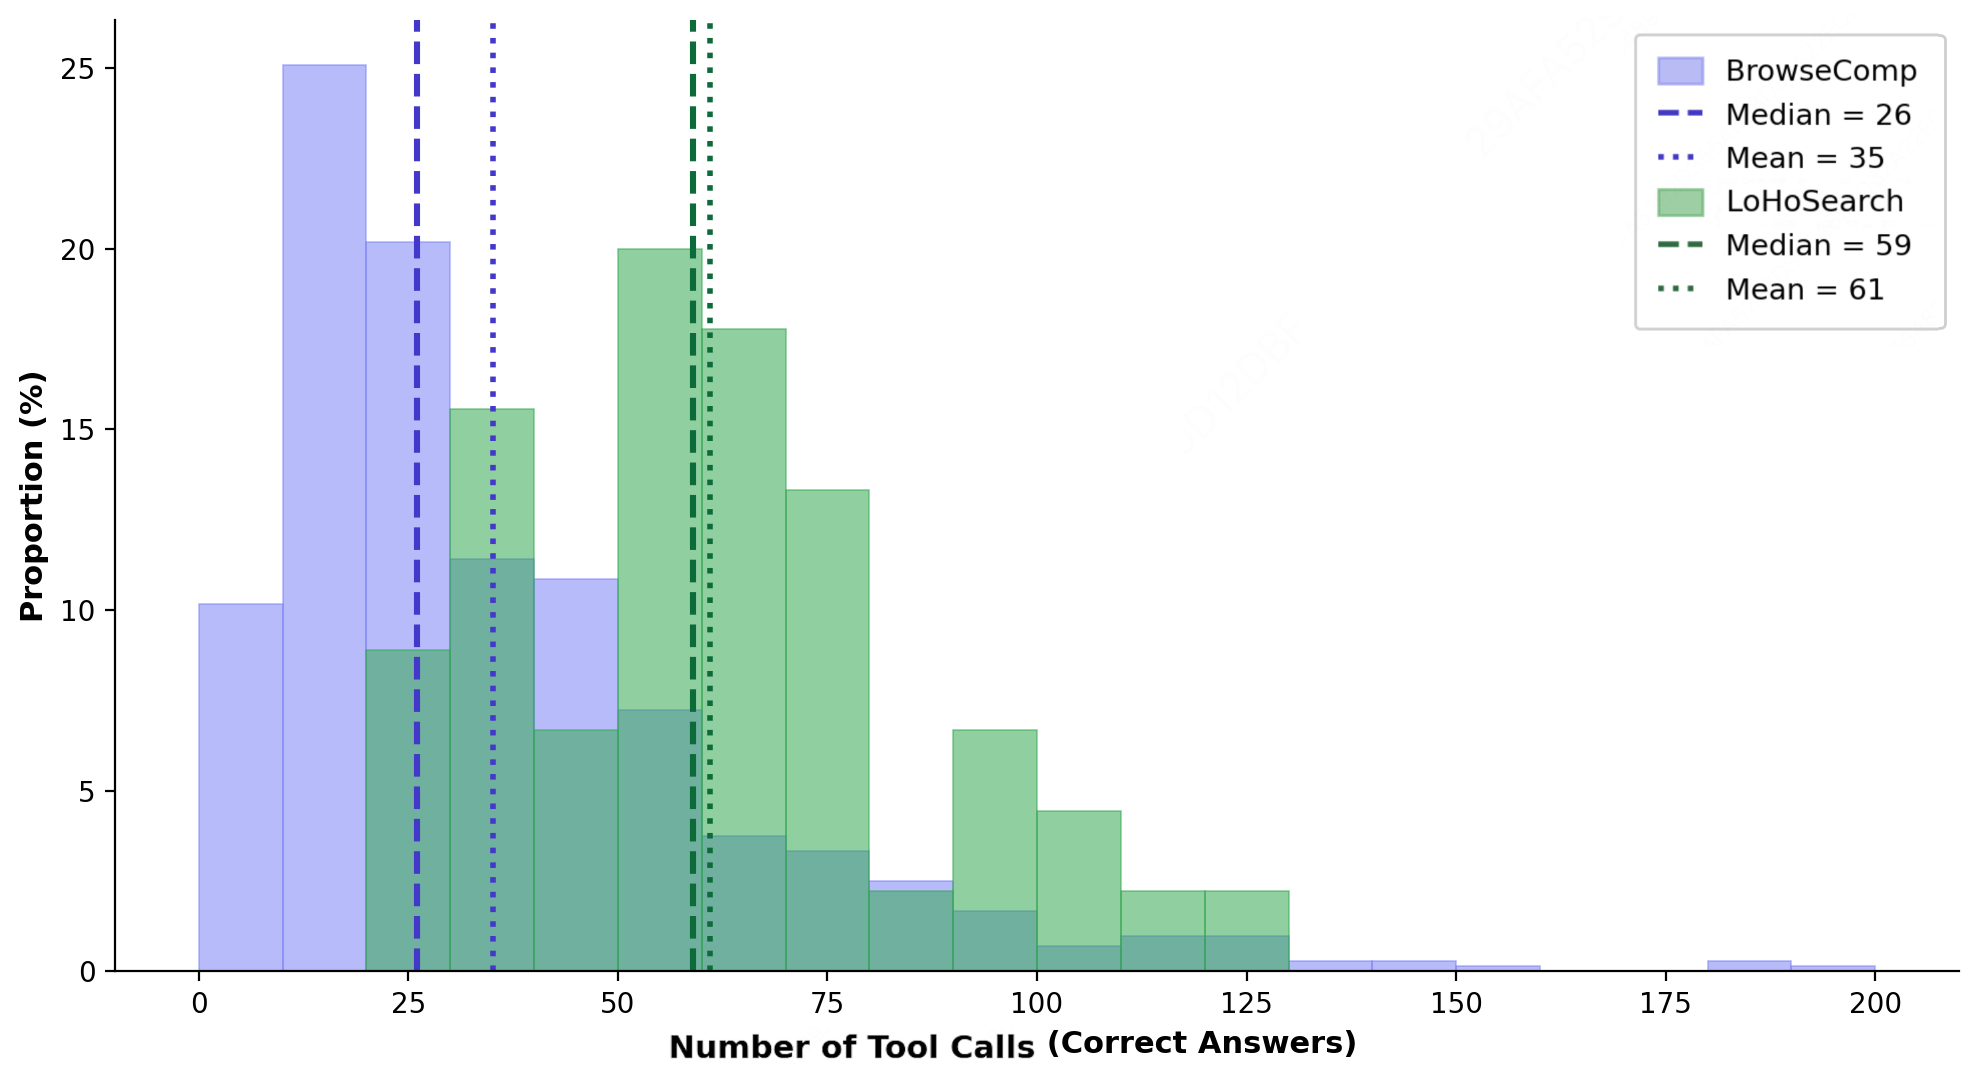 25
20
15
10
5
0
Proportion (%)
0 25 50 75 100 125 150 175 200
Number of Tool Calls (Correct Answers)
BrowseComp
Median = 26
Mean = 35
LoHoSearch
Median = 59
Mean = 61